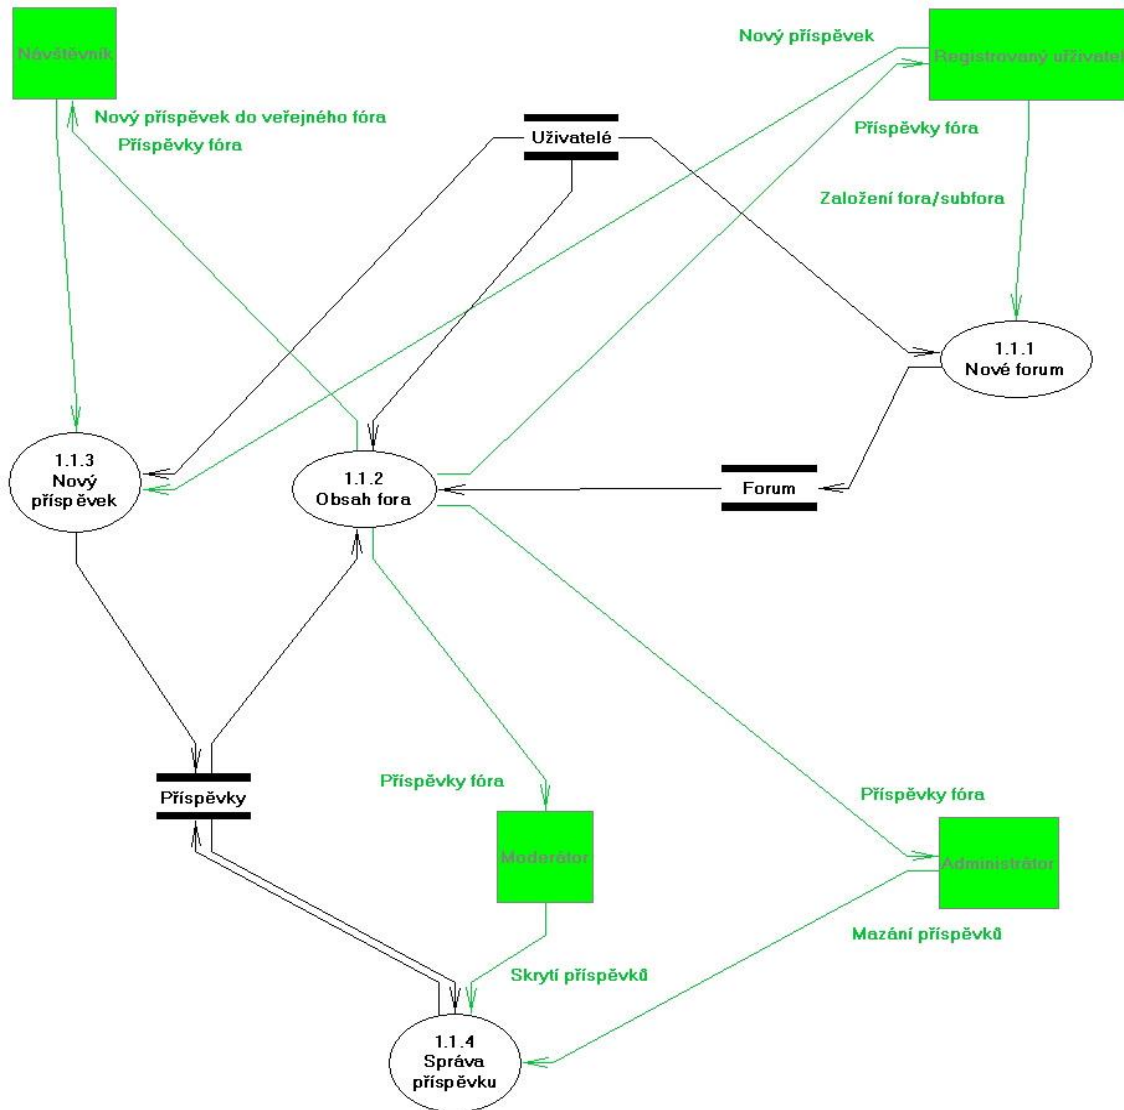 Návštěvník
Nový příspěvek
Registrovaný uřživatel
Nový příspěvek do veřejného fóra
Příspěvky fóra
Uživatelé
Příspěvky fóra
Založení fora/subfora
1.1.1
Nové forum
1.1.3
Nový
příspěvek
1.1.2
Obsah fora
Forum
Příspěvky
Příspěvky fóra
Příspěvky fóra
Moderátor
Administrátor
Mazání příspěvků
Skrytí příspěvků
1.1.4
Správa
příspěvku